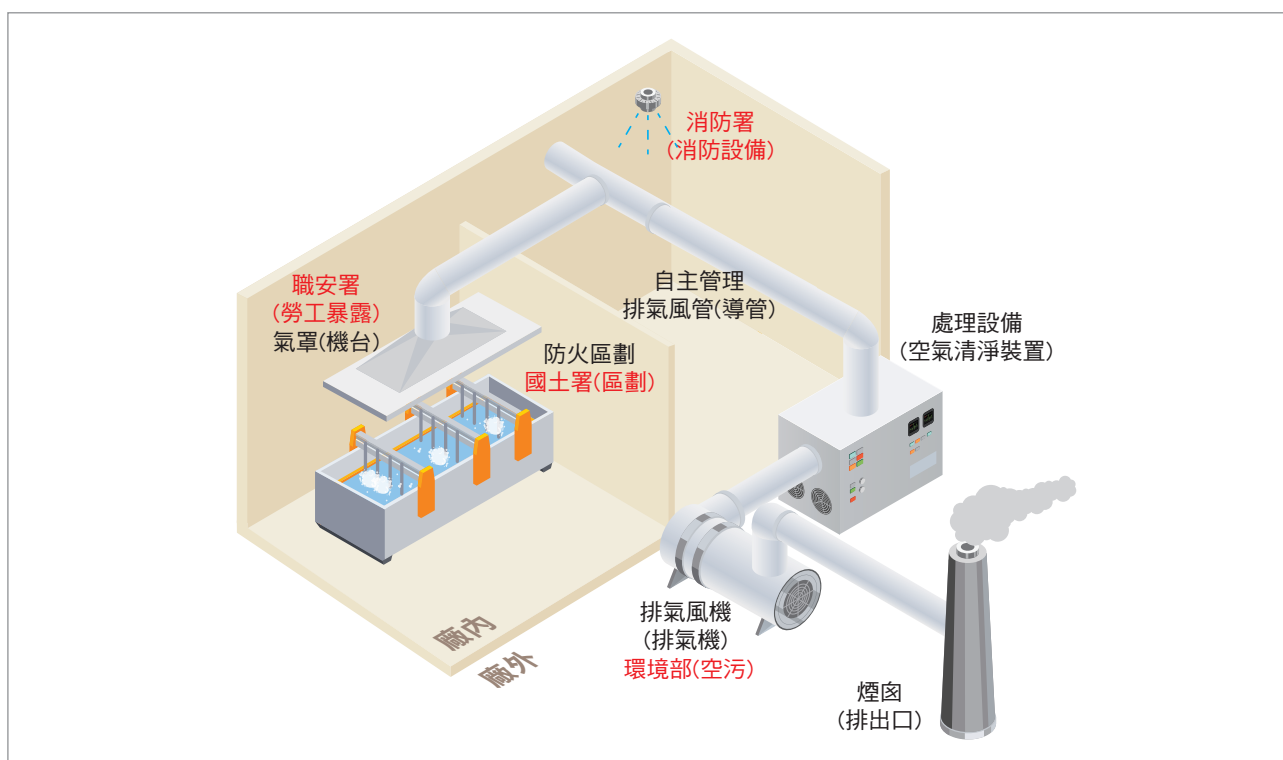 消防署
(消防設備)
職安署
(勞工暴露)
氣罩(機台)
自主管理
排氣風管(導管)
處理設備
(空氣清淨裝置)
防火區劃
國土署(區劃)
廠內
廠外
排氣風機
(排氣機)
環境部(空污)
煙囪
(排出口)